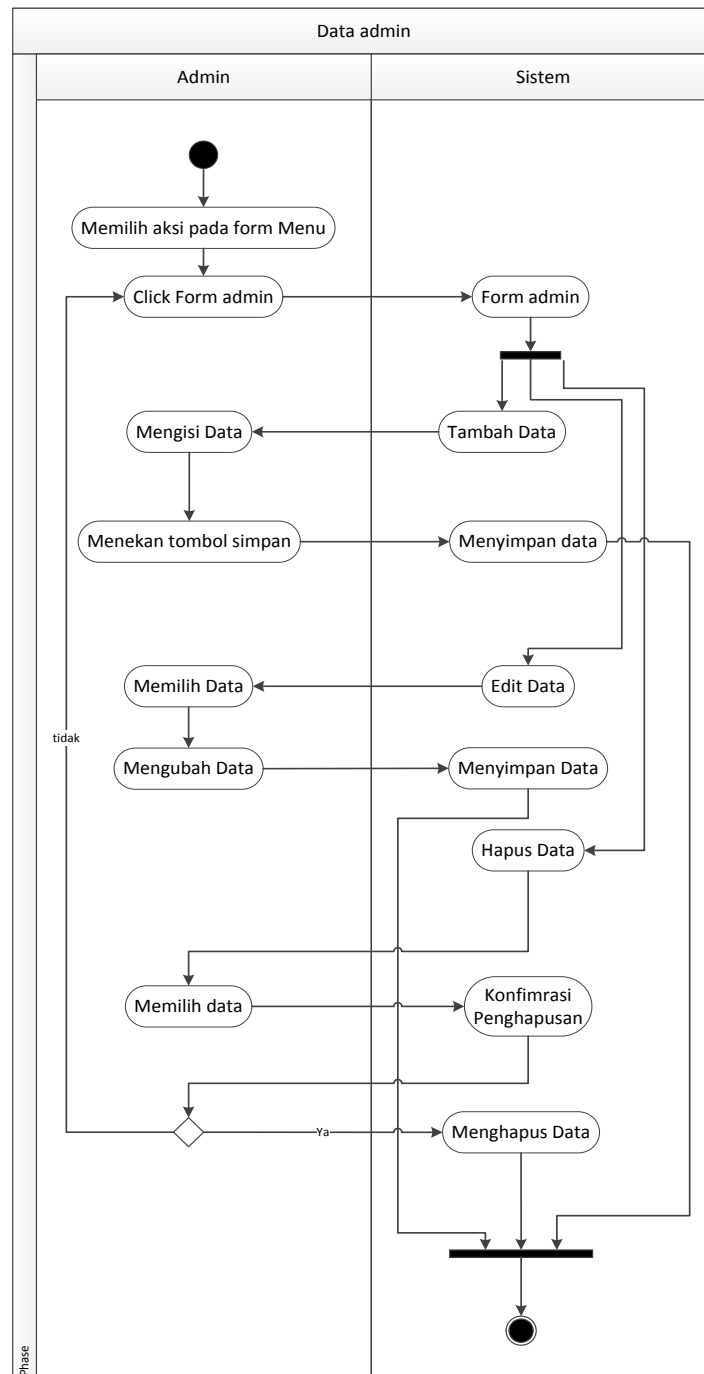 Data admin
Admin
Sistem
Memilih aksi pada form Menu
Click Form admin
Form admin
Mengisi Data
Tambah Data
Menekan tombol simpan
Menyimpan data
Memilih Data
Edit Data
tidak
Mengubah Data
Menyimpan Data
Hapus Data
Memilih data
Konfimrasi
Penghapusan
Ya
Menghapus Data
Phase